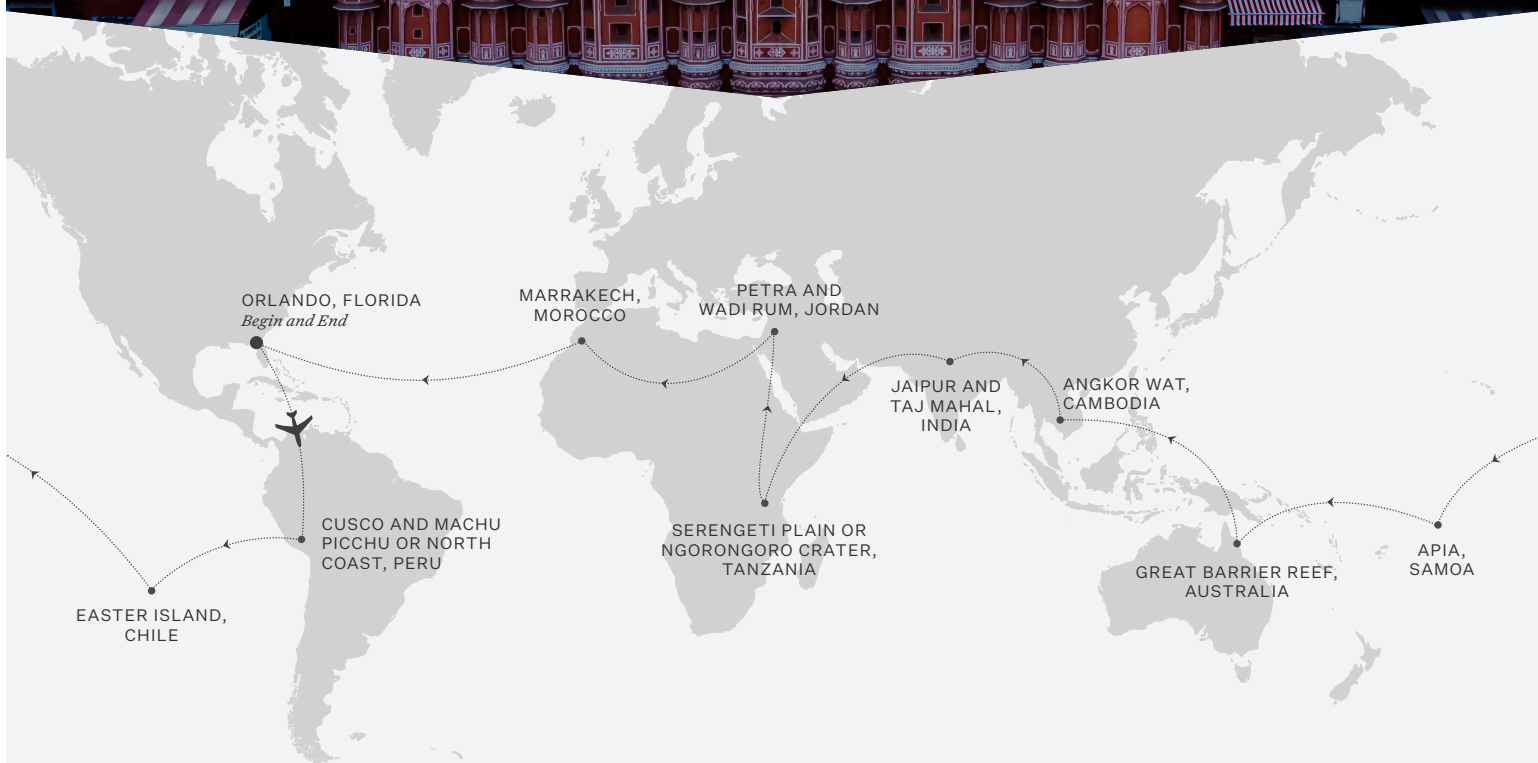 ORLANDO, FLORIDA
Begin and End
MARRAKECH,
MOROCCO
PETRA AND
WADI RUM, JORDAN
JAIPUR AND
TAJ MAHAL,
INDIA
ANGKOR WAT,
CAMBODIA
CUSCO AND MACHU
PICCHU OR NORTH
COAST, PERU
SERENGETI PLAIN OR
NGORONGORO CRATER,
TANZANIA
GREAT BARRIER REEF,
AUSTRALIA
APIA,
SAMOA
EASTER ISLAND,
CHILE